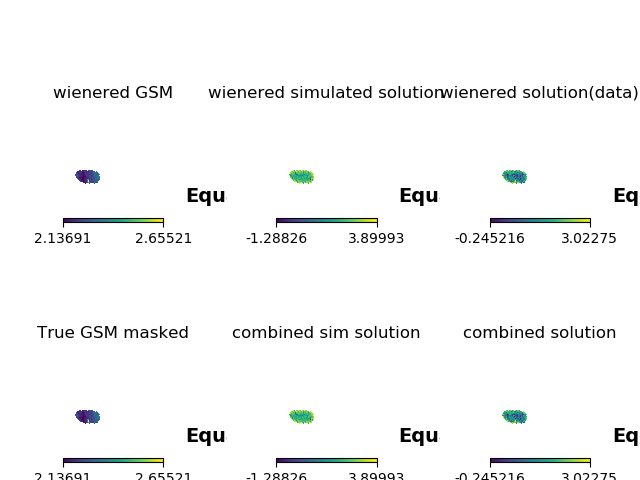 wienered GSM wienered simulated solution wienered solution(data)
Equ Equ Eq
2.13691 2.65521 -1.28826 3.89993 -0.245216 3.02275
True GSM masked combined sim solution combined solution
Equ Equ Eq
2.13691 2.65521 -1.28826 3.89993 -0.245216 3.02275